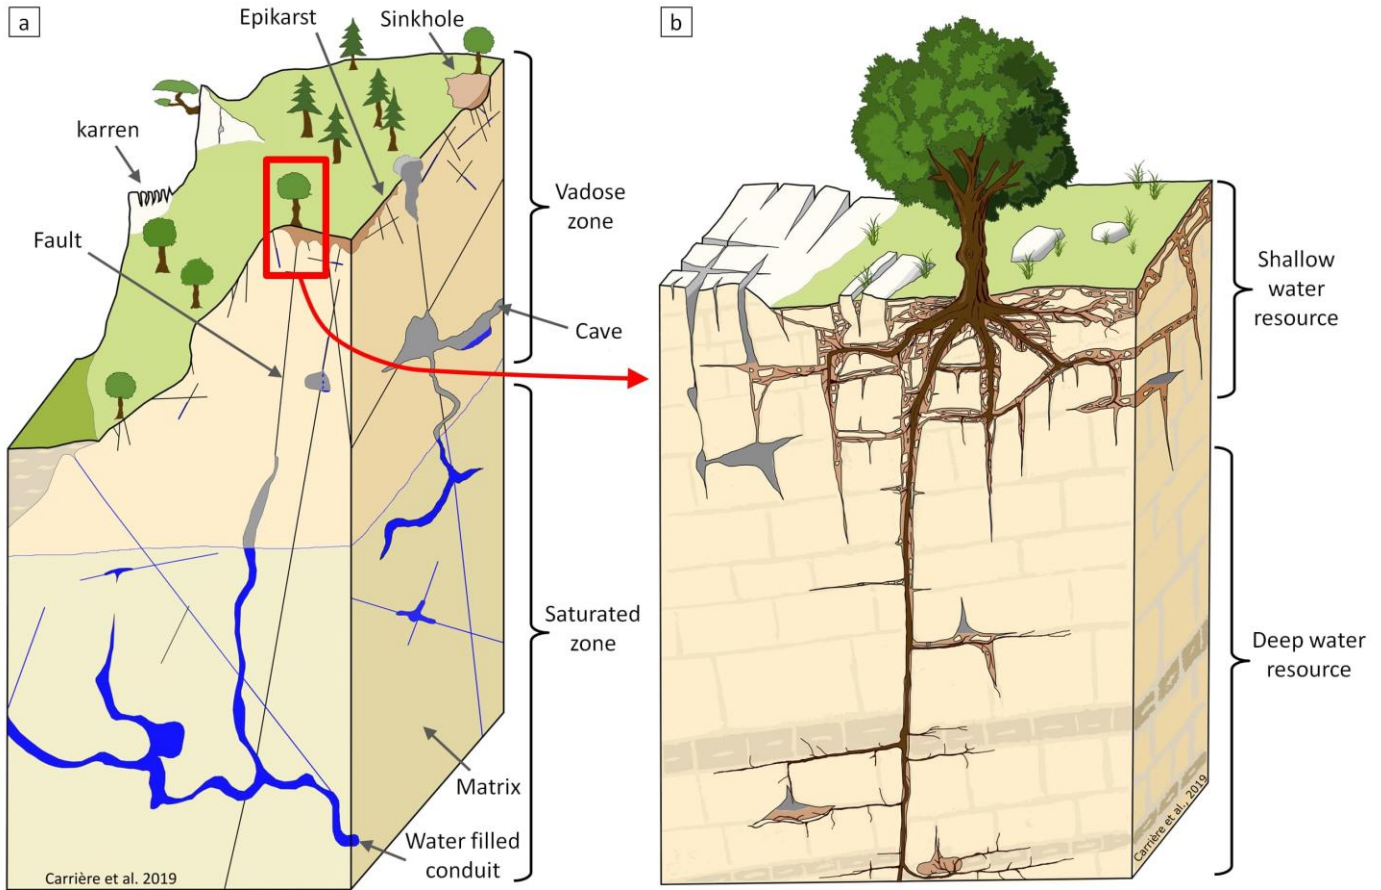 a
Epikarst
Sinkhole
karren
Fault
Vadose
zone
Cave
Saturated
zone
Matrix
Water filled
conduit
Carrière et al. 2019
b
Shallow
water
resource
Deep water
resource
Carrière et al., 2019